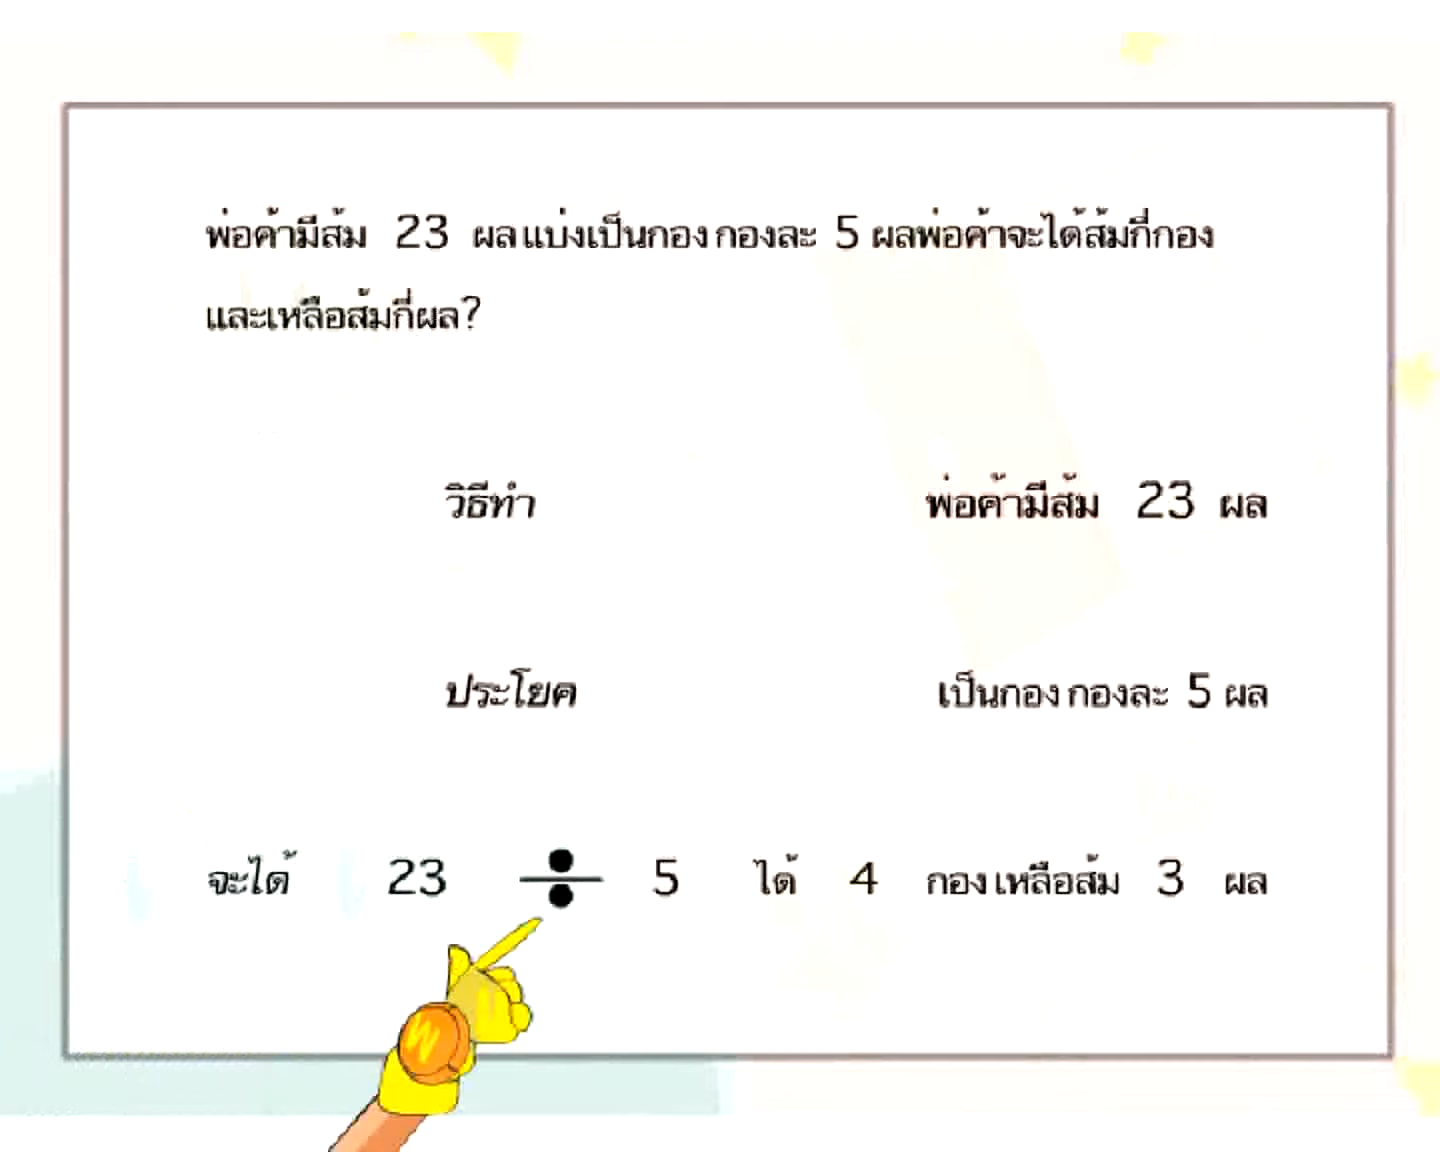 พ่อค้ามีส้ม 23 ผลแบ่งเป็นกอง กองละ 5 ผลพ่อค้าจะได้ส้มกี่กอง
และเหลือส้มกี่ผล?
วิธีทำ พ่อค้ามีส้ม 23 ผล
ประโยค เป็นกอง กองละ 5 ผล
จะได้ 23 ÷ 5 ได้ 4 กอง เหลือส้ม 3 ผล
W